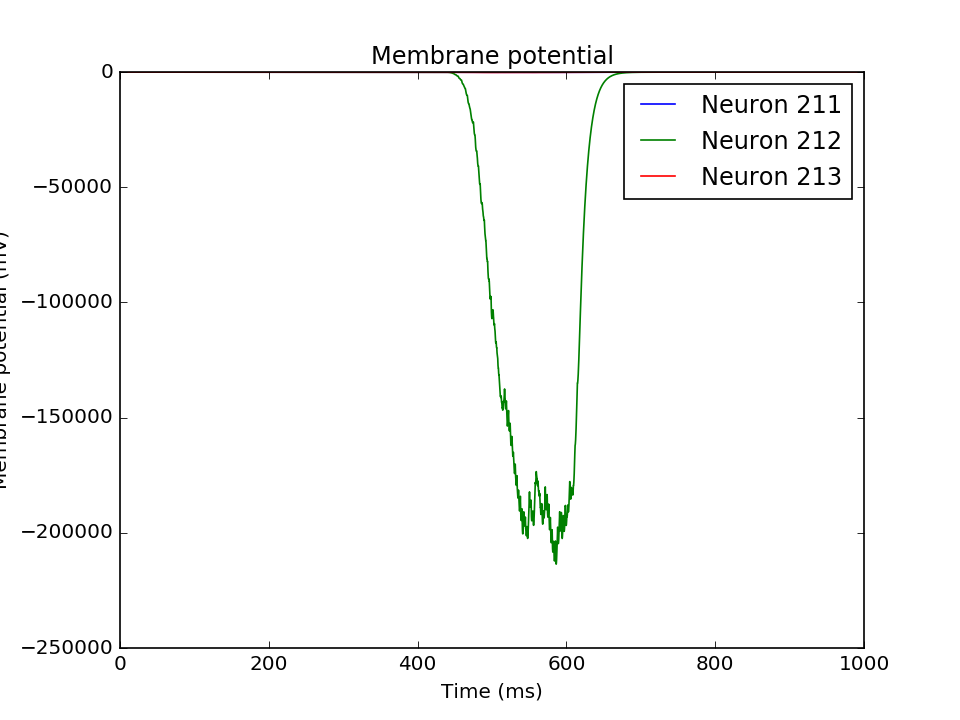 Membrane potential
0
−50000
−100000
−150000
−200000
−250000
Membrane potential (mV)
Neuron 211
Neuron 212
Neuron 213
0
200
400
600
800
1000
Time (ms)